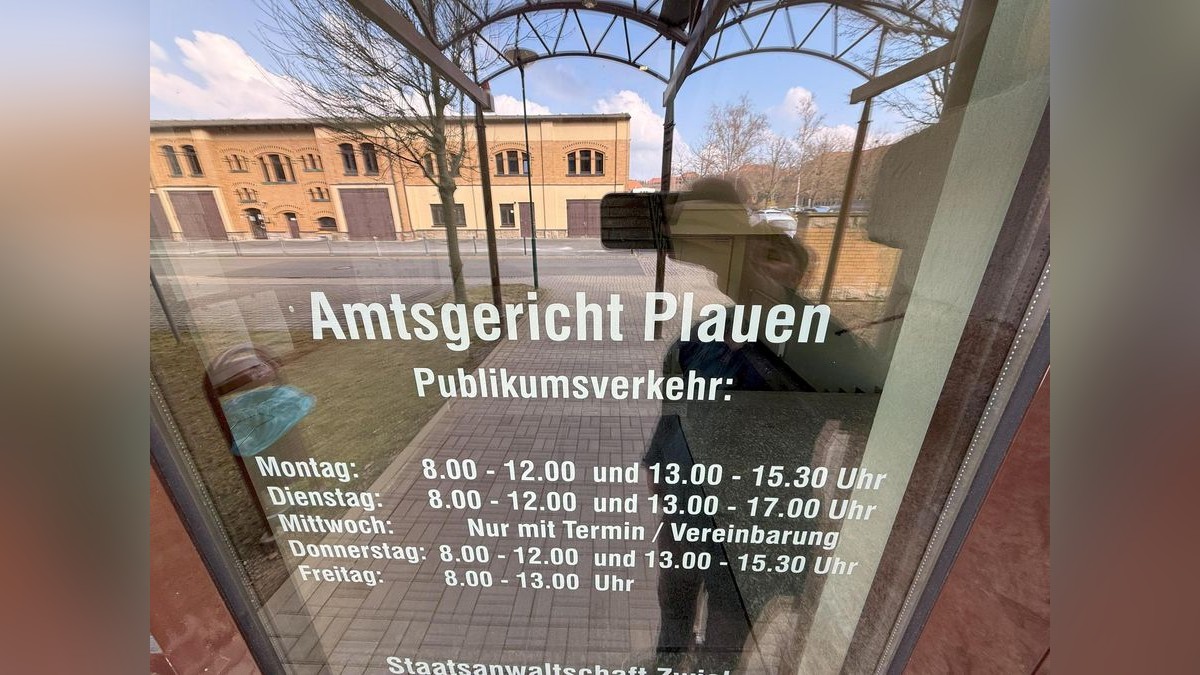 Amtsgericht Plauen
Publikumsverkehr:
Montag: 8.00 - 12.00 und 13.00 - 15.30 Uhr
Dienstag: 8.00 - 12.00 und 13.00 - 17.00 Uhr
Mittwoch: Nur mit Termin / Vereinbarung
Donnerstag: 8.00 - 12.00 und 13.00 - 15.30 Uhr
Freitag: 8.00 - 13.00 Uhr
Staatsanwaltschaft